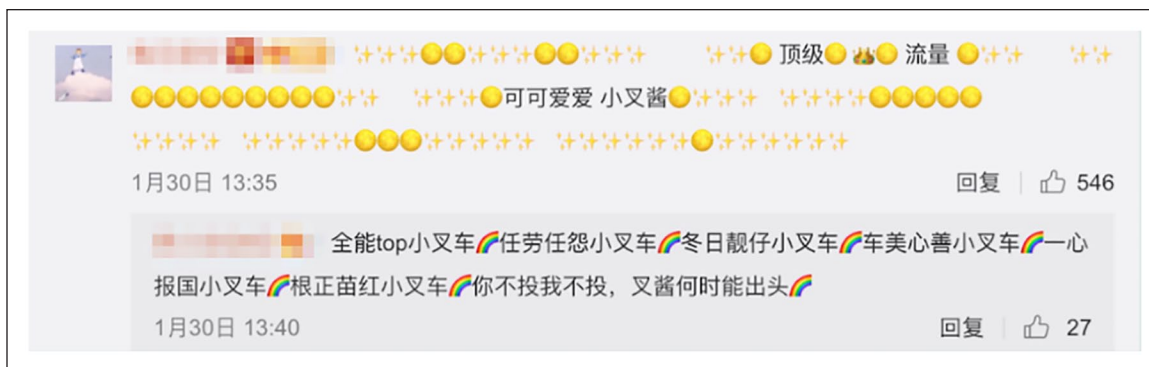 ✨✨✨🟡🟡✨✨✨🟡🟡✨✨✨ ✨✨🟡 顶级🟡 👑🟡 流量 🟡✨✨ ✨✨
🟡🟡🟡🟡🟡🟡🟡🟡🟡✨✨ ✨✨✨🟡可可爱爱 小叉酱🟡✨✨✨ ✨✨✨✨🟡🟡🟡🟡🟡
✨✨✨✨ ✨✨✨✨✨🟡🟡🟡✨✨✨✨✨ ✨✨✨✨✨✨🟡✨✨✨✨✨✨
1月30日 13:35 回复 546
全能top小叉车🌈任劳任怨小叉车🌈冬日靓仔小叉车🌈车美心善小叉车🌈一心
报国小叉车🌈根正苗红小叉车🌈你不投我不投，叉酱何时能出头🌈
1月30日 13:40 回复 27